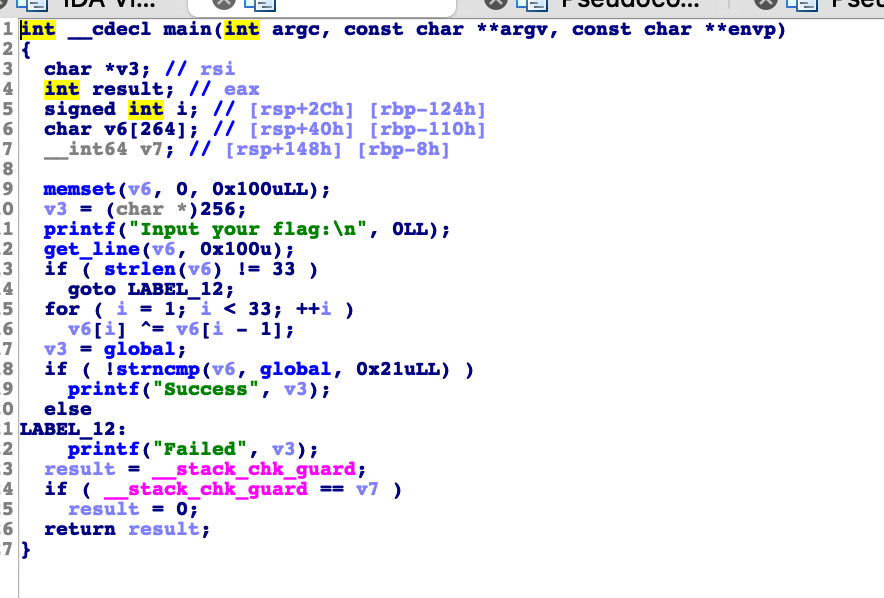 IDA Vi... Pseudoco... Pseu
1 int __cdecl main(int argc, const char **argv, const char **envp)
2 {
3 char *v3; // rsi
4 int result; // eax
5 signed int i; // [rsp+2Ch] [rbp-124h]
6 char v6[264]; // [rsp+40h] [rbp-110h]
7 __int64 v7; // [rsp+148h] [rbp-8h]
8
9 memset(v6, 0, 0x100uLL);
0 v3 = (char *)256;
1 printf("Input your flag:\n", 0LL);
2 get_line(v6, 0x100u);
3 if ( strlen(v6) != 33 )
4 goto LABEL_12;
5 for ( i = 1; i < 33; ++i )
6 v6[i] ^= v6[i - 1];
7 v3 = global;
8 if ( !strncmp(v6, global, 0x21uLL) )
9 printf("Success", v3);
0 else
1 LABEL_12:
2 printf("Failed", v3);
3 result = __stack_chk_guard;
4 if ( __stack_chk_guard == v7 )
5 result = 0;
6 return result;
7 }